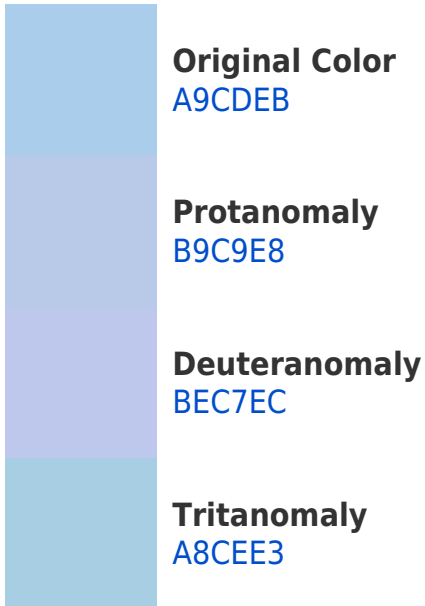 Original Color
A9CDEB
Protanomaly
B9C9E8
Deuteranomaly
BEC7EC
Tritanomaly
A8CEE3